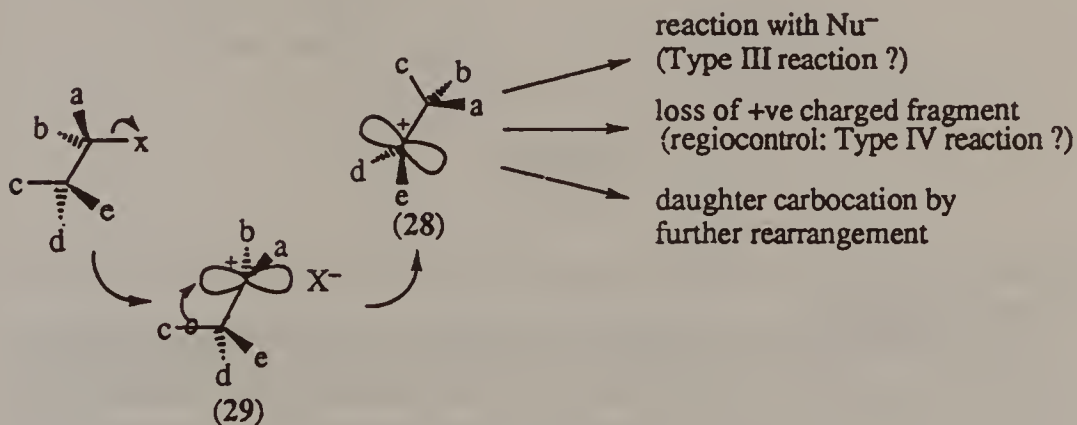 reaction with Nu⁻
(Type III reaction ?)
c
b
a
+
d
e
(28)
loss of +ve charged fragment
(regiocontrol: Type IV reaction ?)
daughter carbocation by
further rearrangement
a
b
x
c
e
d
b
a
+
X⁻
c
e
d
(29)